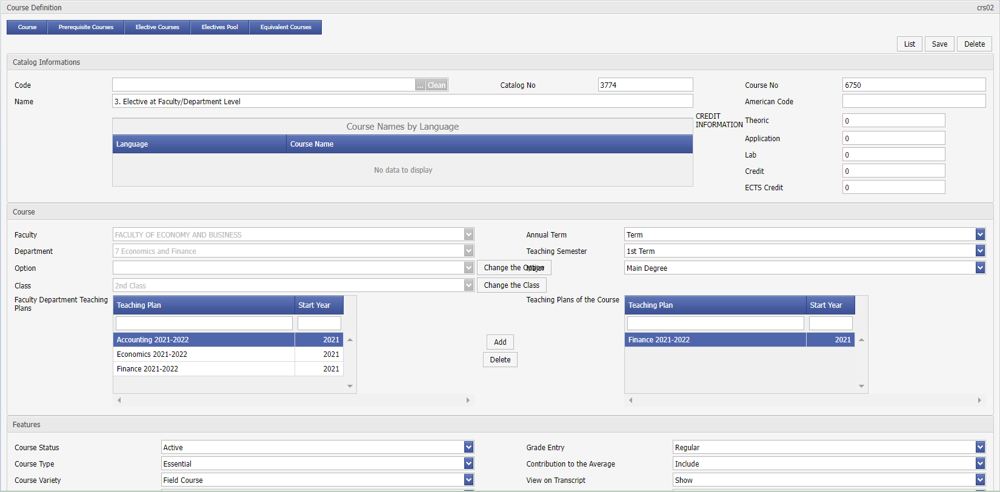 Course Definition crs02
Course Prerequisite Courses Elective Courses Electives Pool Equivalent Courses
List Save Delete
Catalog Informations
Code ... Clean Catalog No 3774 Course No 6750
Name 3. Elective at Faculty/Department Level American Code
Course Names by Language
Language Course Name
No data to display
CREDIT
INFORMATION
Theoric 0
Application 0
Lab 0
Credit 0
ECTS Credit 0
Course
Faculty FACULTY OF ECONOMY AND BUSINESS Annual Term Term
Department 7 Economics and Finance Teaching Semester 1st Term
Option Change the Option Major Main Degree
Class 2nd Class Change the Class
Faculty Department Teaching
Plans
Teaching Plan Start Year
Accounting 2021-2022 2021
Economics 2021-2022 2021
Finance 2021-2022 2021
Add
Delete
Teaching Plans of the Course
Teaching Plan Start Year
Finance 2021-2022 2021
Features
Course Status Active Grade Entry Regular
Course Type Essential Contribution to the Average Include
Course Variety Field Course View on Transcript Show